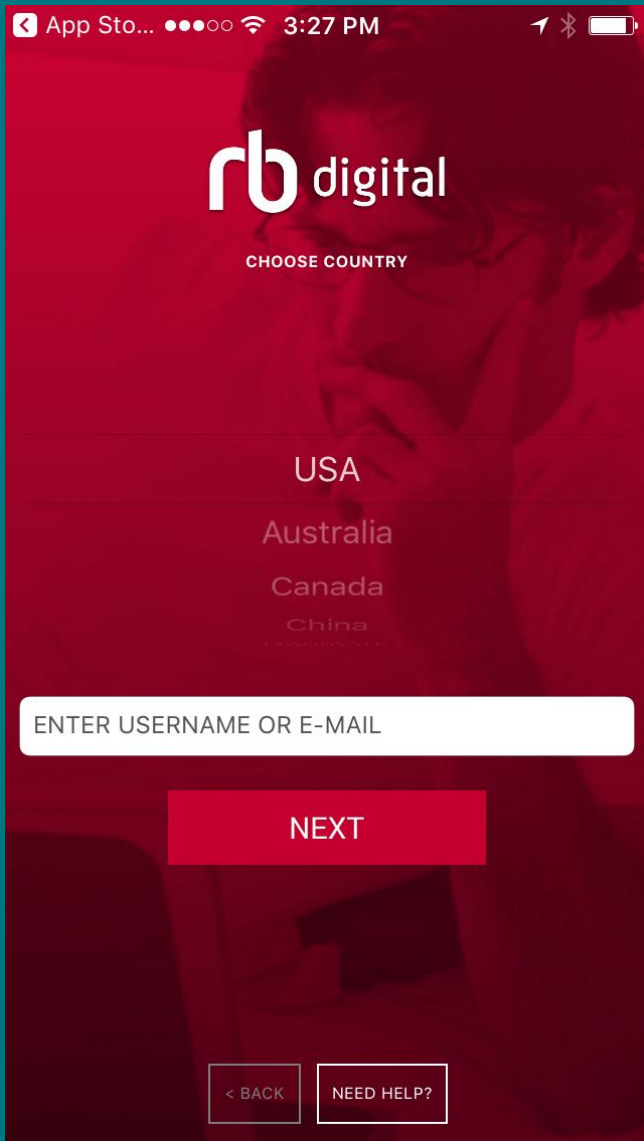 App Sto... 3:27 PM
rb digital
CHOOSE COUNTRY
USA
Australia
Canada
China
ENTER USERNAME OR E-MAIL
NEXT
< BACK NEED HELP?